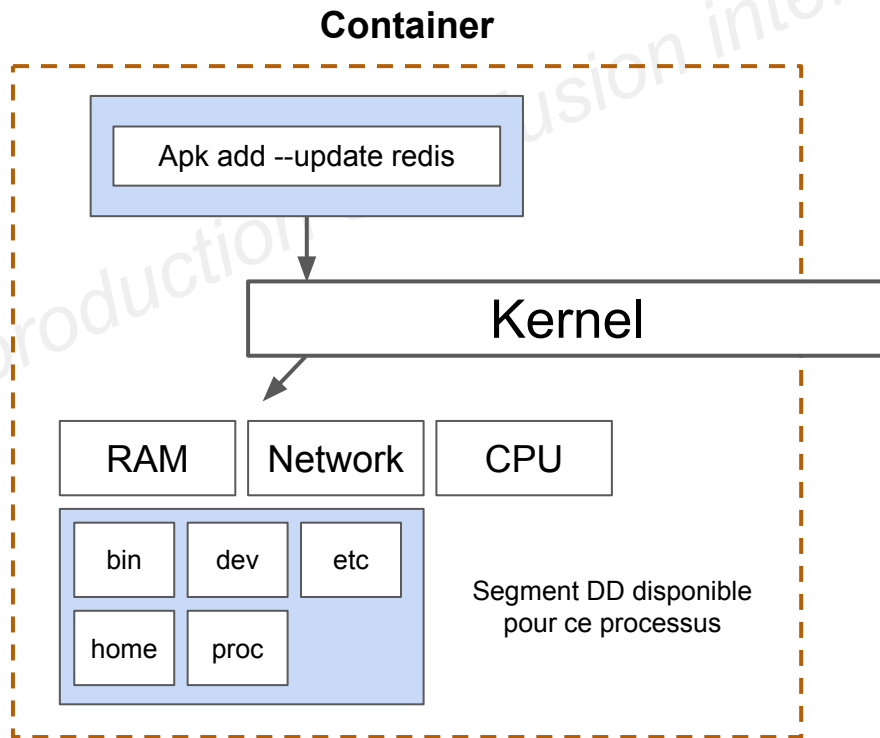 Container
Apk add --update redis
Kernel
RAM
Network
CPU
bin
dev
etc
home
proc
Segment DD disponible
pour ce processus